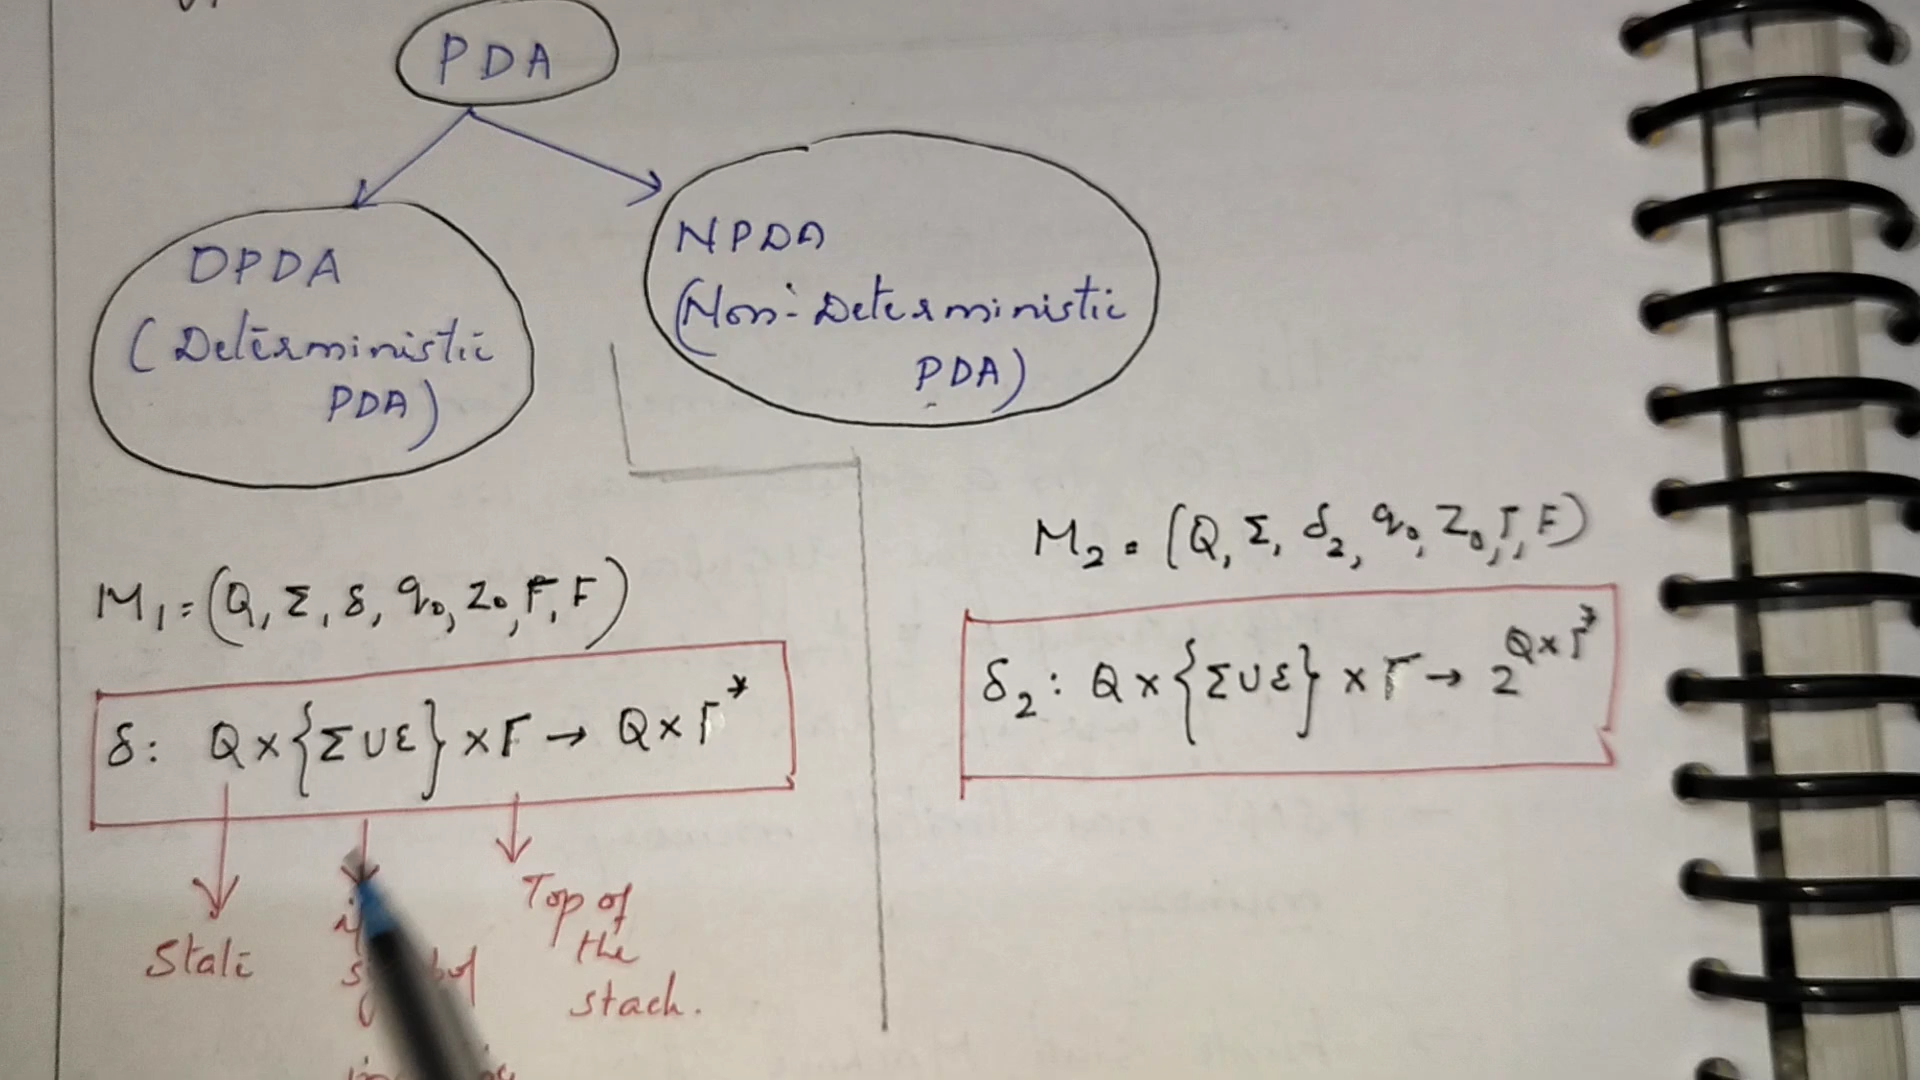 PDA
DPDA
(Deterministic
PDA)
NPDA
(Non-Deterministic
PDA)
M₁ = (Q, Σ, δ, q₀, Z₀, Γ, F)
δ: Q × {Σ ∪ ε} × Γ → Q × Γ*
State
Top of
the
stack.
M₂ = (Q, Σ, δ₂, q₀, Z₀, Γ, F)
δ₂: Q × {Σ ∪ ε} × Γ → 2^(Q × Γ*)